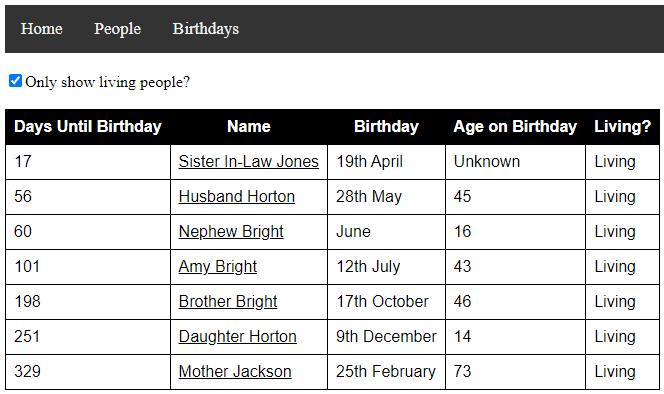 Home People Birthdays
Only show living people?
Days Until Birthday Name Birthday Age on Birthday Living?
17 Sister In-Law Jones 19th April Unknown Living
56 Husband Horton 28th May 45 Living
60 Nephew Bright June 16 Living
101 Amy Bright 12th July 43 Living
198 Brother Bright 17th October 46 Living
251 Daughter Horton 9th December 14 Living
329 Mother Jackson 25th February 73 Living